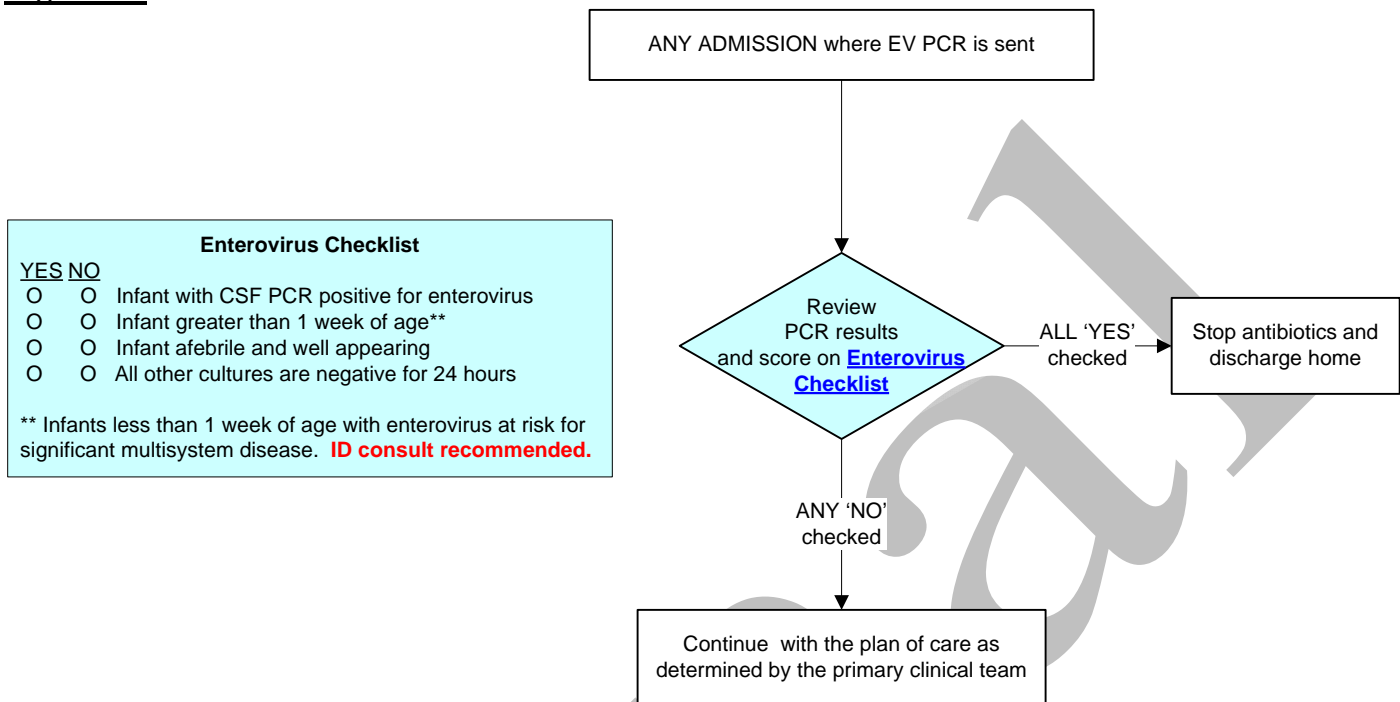 ANY ADMISSION where EV PCR is sent
Enterovirus Checklist
YES NO
O O Infant with CSF PCR positive for enterovirus
O O Infant greater than 1 week of age**
O O Infant afebrile and well appearing
O O All other cultures are negative for 24 hours
** Infants less than 1 week of age with enterovirus at risk for
significant multisystem disease. ID consult recommended.
Review
PCR results
and score on Enterovirus
Checklist
ALL ‘YES’
checked
Stop antibiotics and
discharge home
ANY ‘NO’
checked
Continue with the plan of care as
determined by the primary clinical team